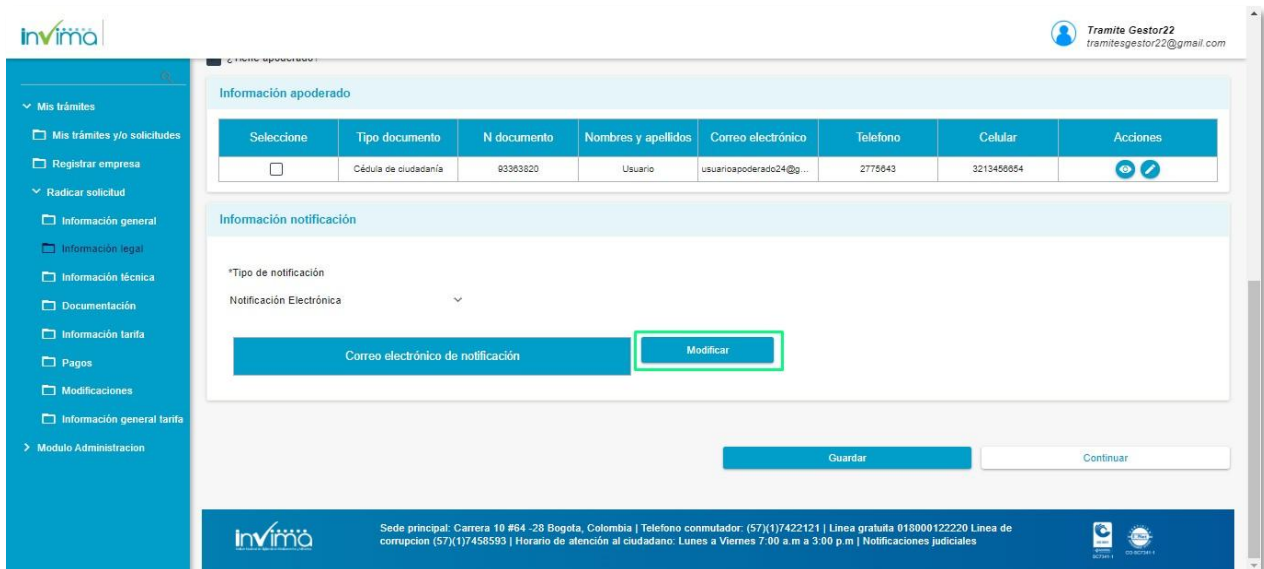 invima
Tramite Gestor22
tramitesgestor22@gmail.com
¿Tiene apoderado?
Mis trámites
Mis trámites y/o solicitudes
Registrar empresa
Radicar solicitud
Información general
Información legal
Información técnica
Documentación
Información tarifa
Pagos
Modificaciones
Información general tarifa
Modulo Administracion
Información apoderado
Seleccione Tipo documento N documento Nombres y apellidos Correo electrónico Telefono Celular Acciones
Cédula de ciudadanía 93363820 Usuario usuarioapoderado24@g... 2775643 3213456654
Información notificación
*Tipo de notificación
Notificación Electrónica
Correo electrónico de notificación
Modificar
Guardar
Continuar
invima
Sede principal: Carrera 10 #64 -28 Bogota, Colombia | Telefono conmutador: (57)(1)7422121 | Linea gratuita 018000122220 Linea de
corrupcion (57)(1)7458593 | Horario de atención al ciudadano: Lunes a Viernes 7:00 a.m a 3:00 p.m | Notificaciones judiciales